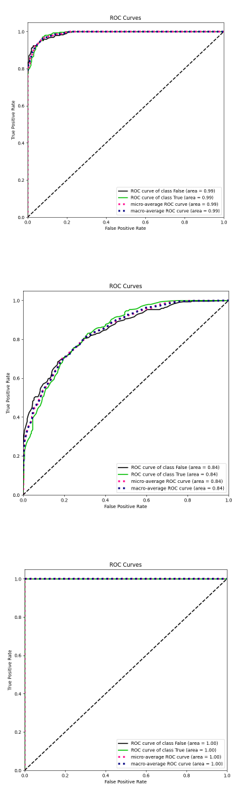 ROC Curves
True Positive Rate
1.0
0.8
0.6
0.4
0.2
0.0
ROC curve of class False (area = 0.99)
ROC curve of class True (area = 0.99)
micro-average ROC curve (area = 0.99)
macro-average ROC curve (area = 0.99)
0.0 0.2 0.4 0.6 0.8 1.0
False Positive Rate
ROC Curves
True Positive Rate
1.0
0.8
0.6
0.4
0.2
0.0
ROC curve of class False (area = 0.84)
ROC curve of class True (area = 0.84)
micro-average ROC curve (area = 0.84)
macro-average ROC curve (area = 0.84)
0.0 0.2 0.4 0.6 0.8 1.0
False Positive Rate
ROC Curves
True Positive Rate
1.0
0.8
0.6
0.4
0.2
0.0
ROC curve of class False (area = 1.00)
ROC curve of class True (area = 1.00)
micro-average ROC curve (area = 1.00)
macro-average ROC curve (area = 1.00)
0.0 0.2 0.4 0.6 0.8 1.0
False Positive Rate